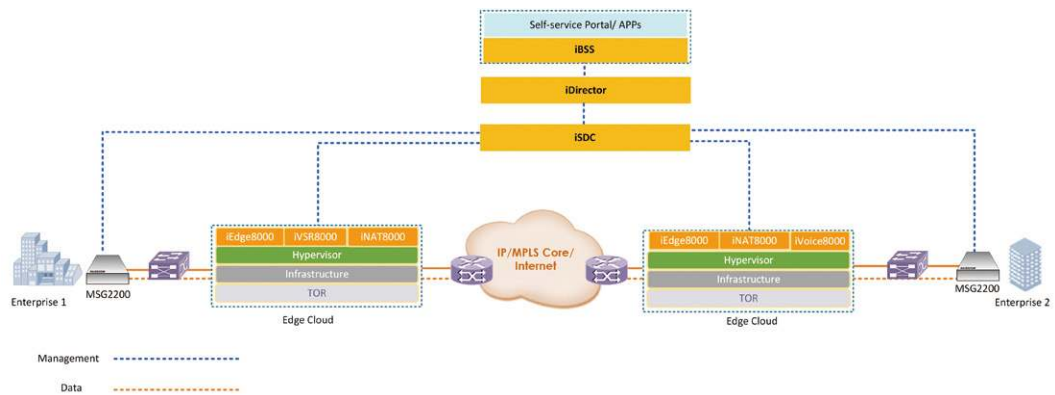 Self-service Portal/ APPs
iBSS
iDirector
iSDC
iEdge8000 iVSR8000 iNAT8000
Hypervisor
Infrastructure
TOR
Edge Cloud
IP/MPLS Core/
Internet
iEdge8000 iNAT8000 iVoice8000
Hypervisor
Infrastructure
TOR
Edge Cloud
Enterprise 1
MSG2200
MSG2200
Enterprise 2
Management
Data